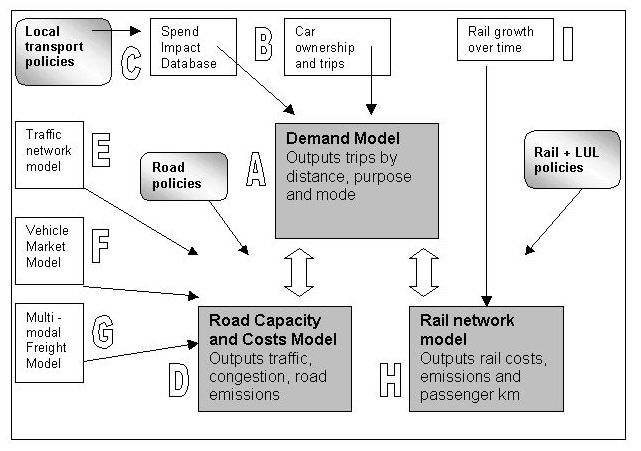 Local
transport
policies
C
Spend
Impact
Database
B
Car
ownership
and trips
Rail growth
over time
I
Traffic
network
model
E
Road
policies
A
Demand Model
Outputs trips by
distance, purpose
and mode
Rail + LUL
policies
Vehicle
Market
Model
F
Multi -
modal
Freight
Model
G
D
Road Capacity
and Costs Model
Outputs traffic,
congestion, road
emissions
H
Rail network
model
Outputs rail costs,
emissions and
passenger km